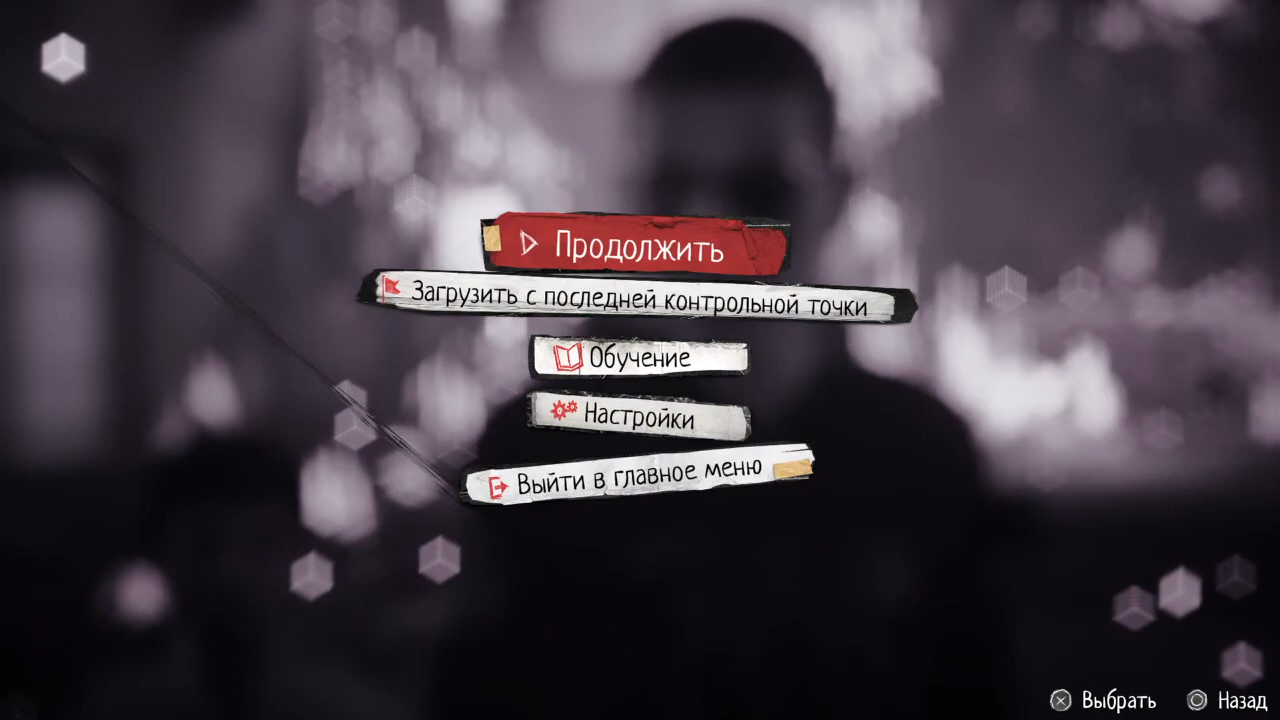 Продолжить
Загрузить с последней контрольной точки
Обучение
Настройки
Выйти в главное меню
Выбрать
Назад